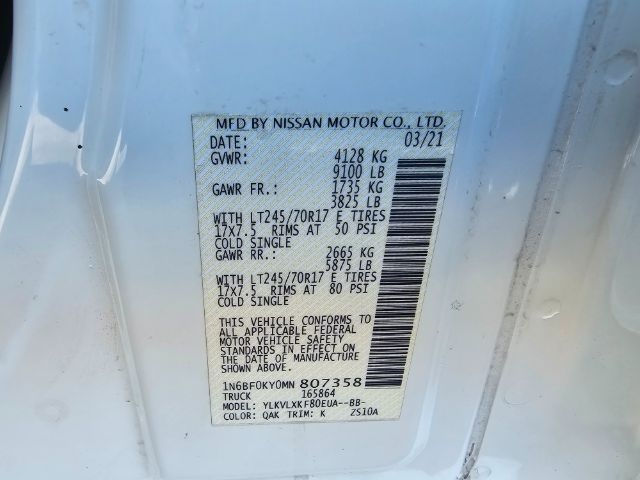 MFD BY NISSAN MOTOR CO., LTD.
DATE: 03/21
GVWR: 4128 KG
9100 LB
GAWR FR.: 1735 KG
3825 LB
WITH LT245/70R17 E TIRES
17X7.5 RIMS AT 50 PSI
COLD SINGLE
GAWR RR.: 2665 KG
5875 LB
WITH LT245/70R17 E TIRES
17X7.5 RIMS AT 80 PSI
COLD SINGLE
THIS VEHICLE CONFORMS TO
ALL APPLICABLE FEDERAL
MOTOR VEHICLE SAFETY
STANDARDS IN EFFECT ON
THE DATE OF MANUFACTURE
SHOWN ABOVE.
1N6BF0KY0MN 807358
TRUCK 165864
MODEL: YLKVLXKF80EUA--BB-
COLOR: QAK TRIM: K ZS10A